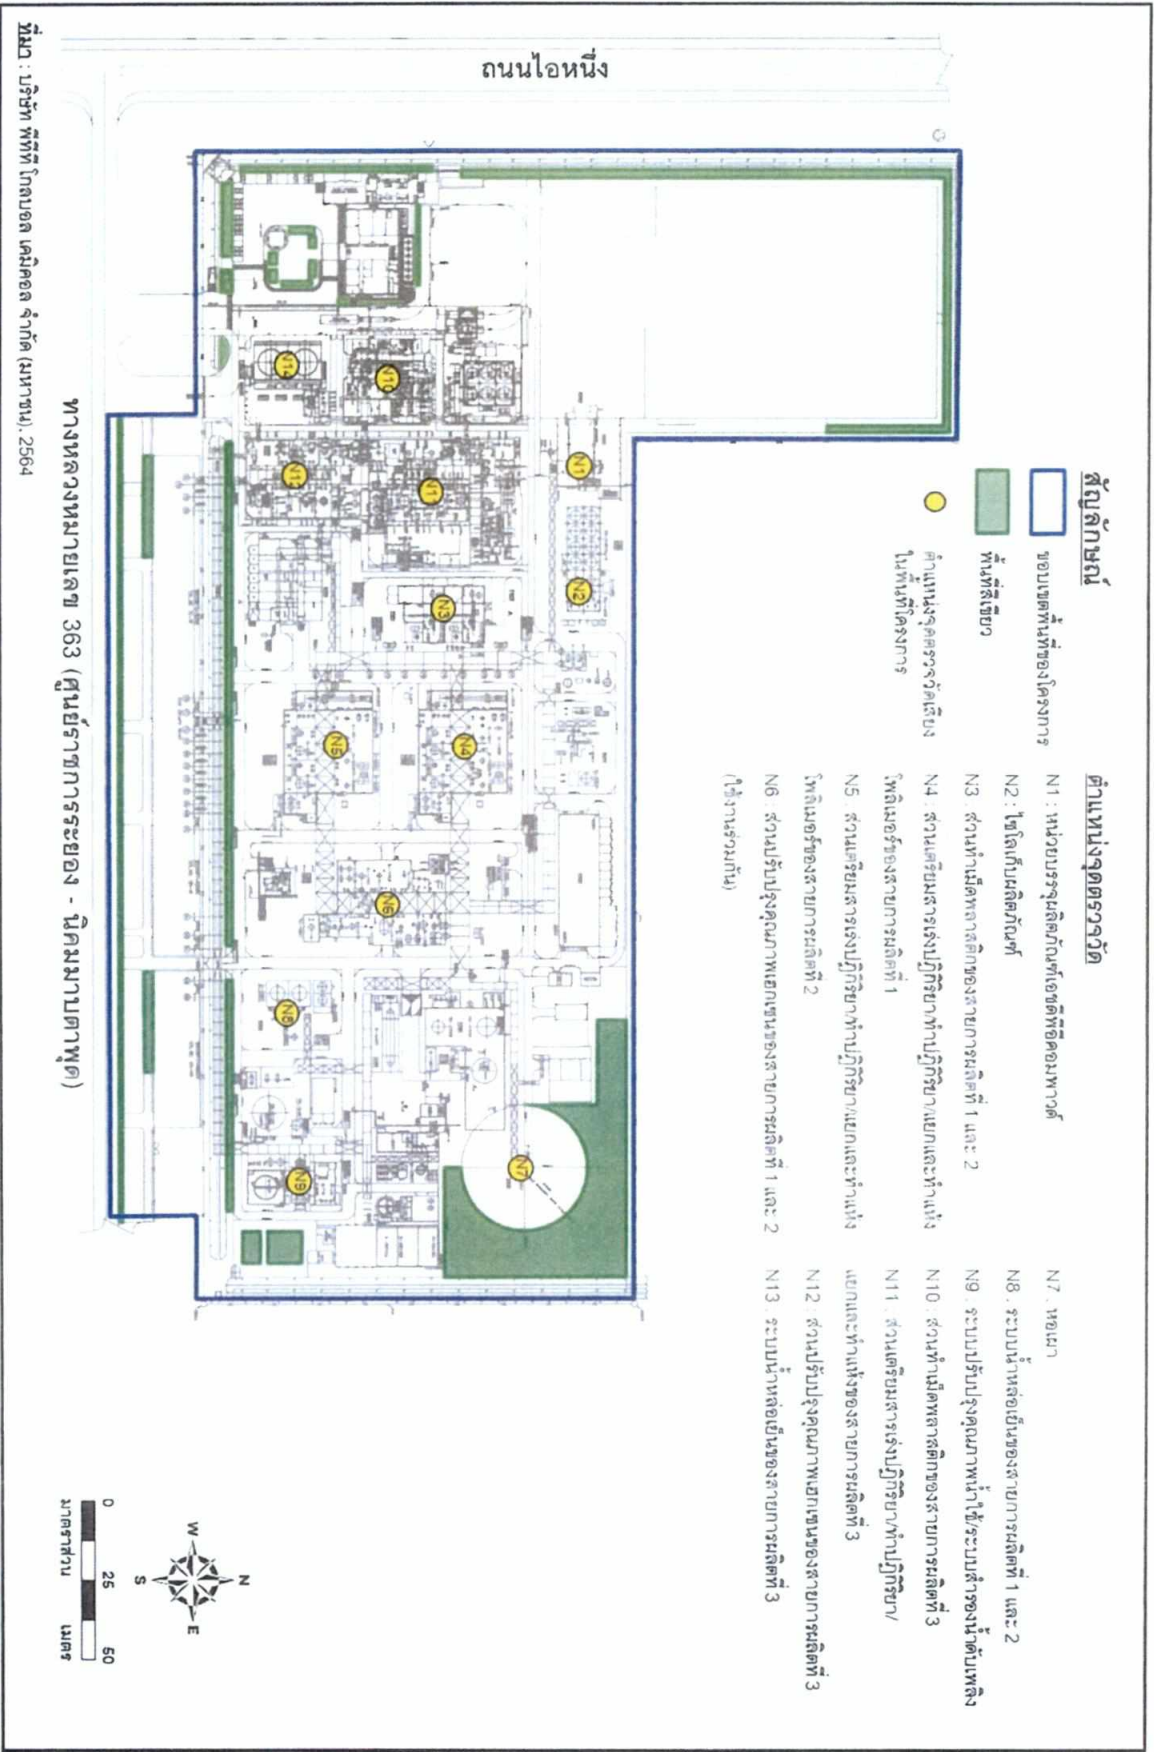 ถนนไอหนึ่ง
สัญลักษณ์
ขอบเขตพื้นที่ของโครงการ
พื้นที่สีเขียว
ตำแหน่งจุดตรวจวัดเสียง
ในพื้นที่โครงการ
ตำแหน่งจุดตรวจวัด
N1 : หน่วยบรรจุผลิตภัณฑ์เอชดีพีอีคอมพาวด์
N2 : ไซโลเก็บผลิตภัณฑ์
N3 : ส่วนทำเม็ดพลาสติกของสายการผลิตที่ 1 และ 2
N4 : ส่วนเตรียมสารเร่งปฏิกิริยา/ทำปฏิกิริยา/แยกและทำแห้ง
โพลิเมอร์ของสายการผลิตที่ 1
N5 : ส่วนเตรียมสารเร่งปฏิกิริยา/ทำปฏิกิริยา/แยกและทำแห้ง
โพลิเมอร์ของสายการผลิตที่ 2
N6 : ส่วนปรับปรุงคุณภาพเฮกเซนของสายการผลิตที่ 1 และ 2
(ใช้งานร่วมกัน)
N7 : หอเผา
N8 : ระบบน้ำหล่อเย็นของสายการผลิตที่ 1 และ 2
N9 : ระบบปรับปรุงคุณภาพน้ำใช้/ระบบสำรองน้ำดับเพลิง
N10 : ส่วนทำเม็ดพลาสติกของสายการผลิตที่ 3
N11 : ส่วนเตรียมสารเร่งปฏิกิริยา/ทำปฏิกิริยา/
แยกและทำแห้งของสายการผลิตที่ 3
N12 : ส่วนปรับปรุงคุณภาพเฮกเซนของสายการผลิตที่ 3
N13 : ระบบน้ำหล่อเย็นของสายการผลิตที่ 3
N1
N2
N3
N4
N5
N6
N7
N8
N9
N10
ทางหลวงหมายเลข 363 (ศูนย์ราชการระยอง - นิคมมาบตาพุด)
N
W
E
S
0 25 50
มาตราส่วน เมตร
ที่มา : บริษัท พีทีที โกลบอล เคมิคอล จำกัด (มหาชน), 2564